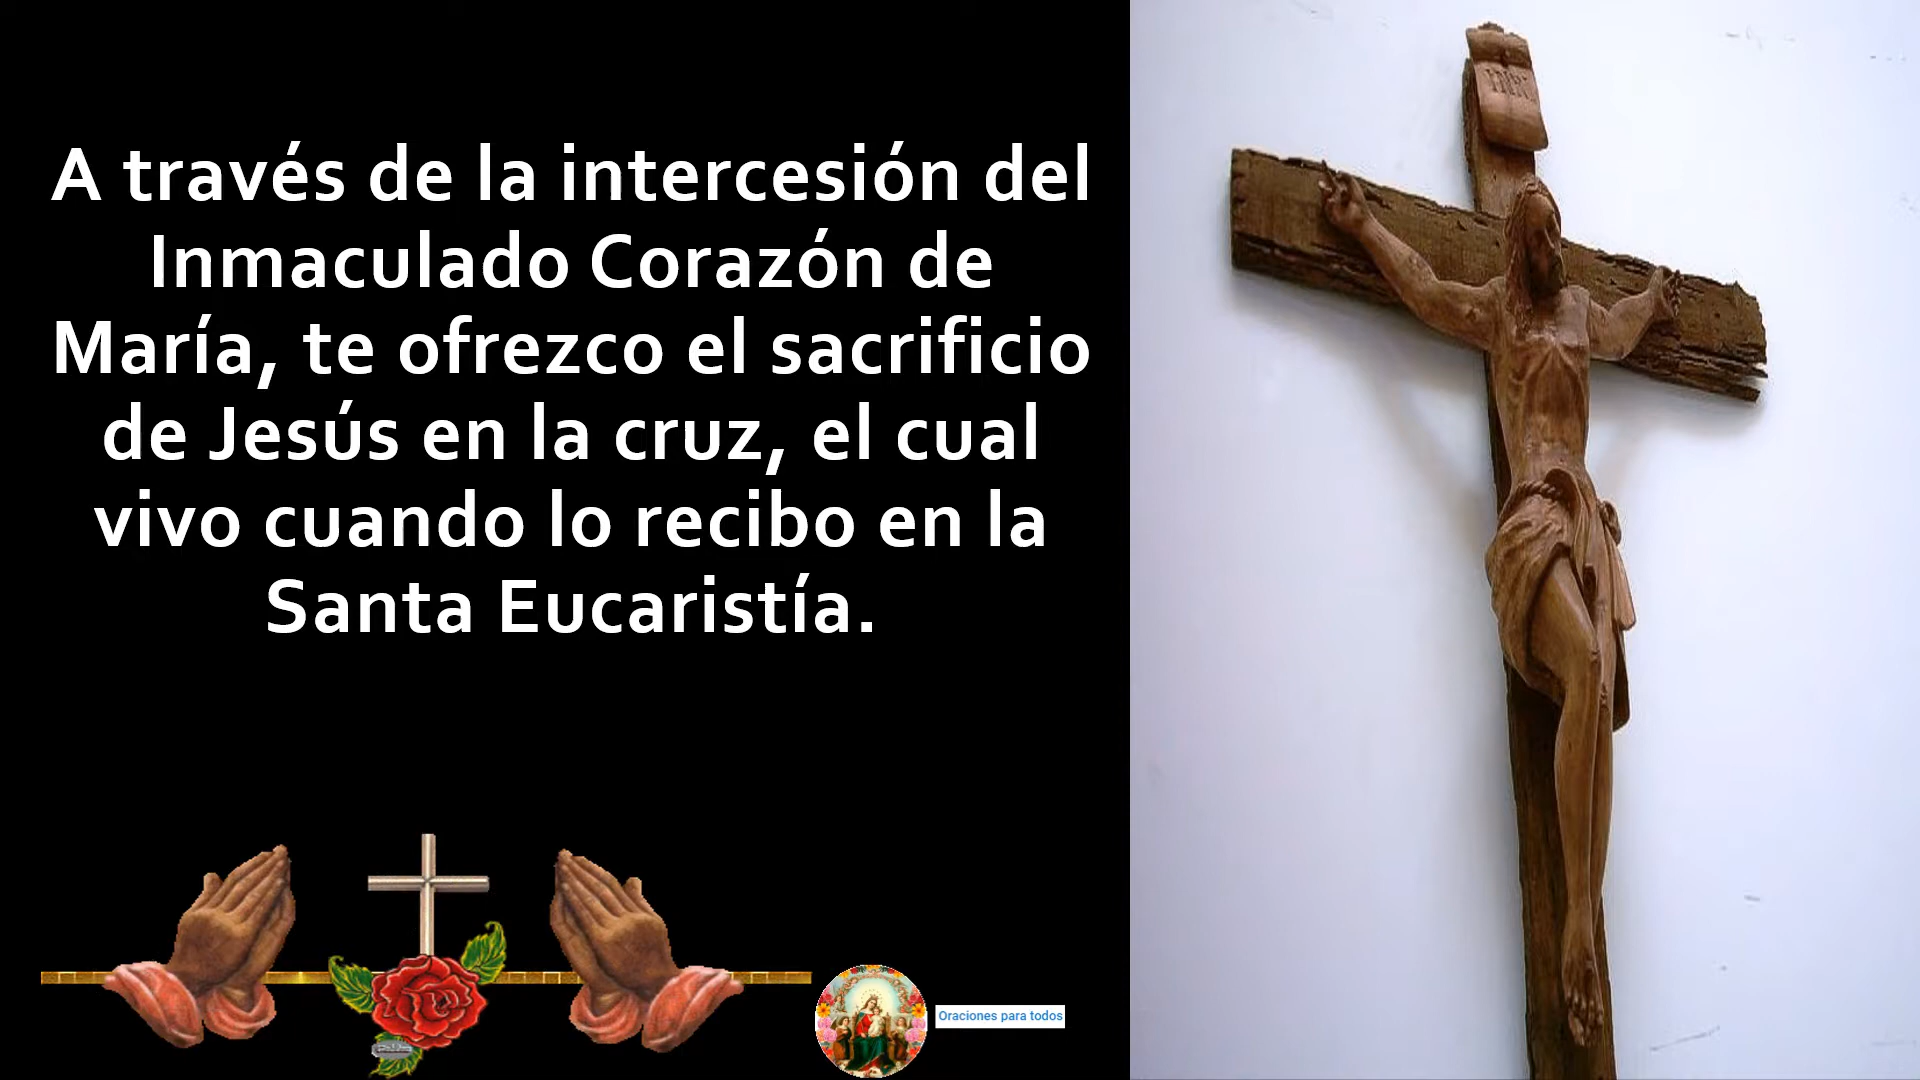 INRI
A través de la intercesión del
Inmaculado Corazón de
María, te ofrezco el sacrificio
de Jesús en la cruz, el cual
vivo cuando lo recibo en la
Santa Eucaristía.
Oraciones para todos